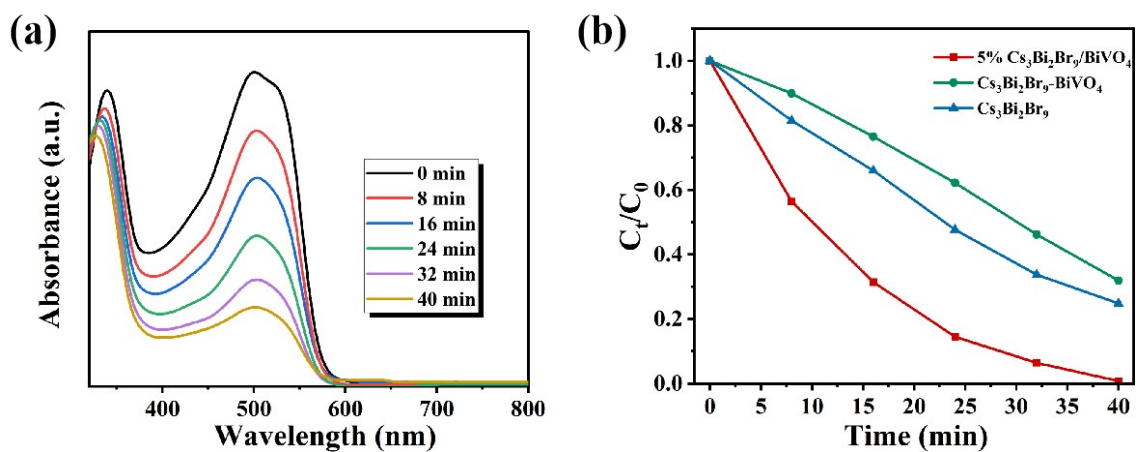 (a)
Absorbance (a.u.)
0 min
8 min
16 min
24 min
32 min
40 min
400 500 600 700 800
Wavelength (nm)
(b)
Cₜ/C₀
1.0
0.8
0.6
0.4
0.2
0.0
5% Cs₃Bi₂Br₉/BiVO₄
Cs₃Bi₂Br₉-BiVO₄
Cs₃Bi₂Br₉
0 5 10 15 20 25 30 35 40
Time (min)